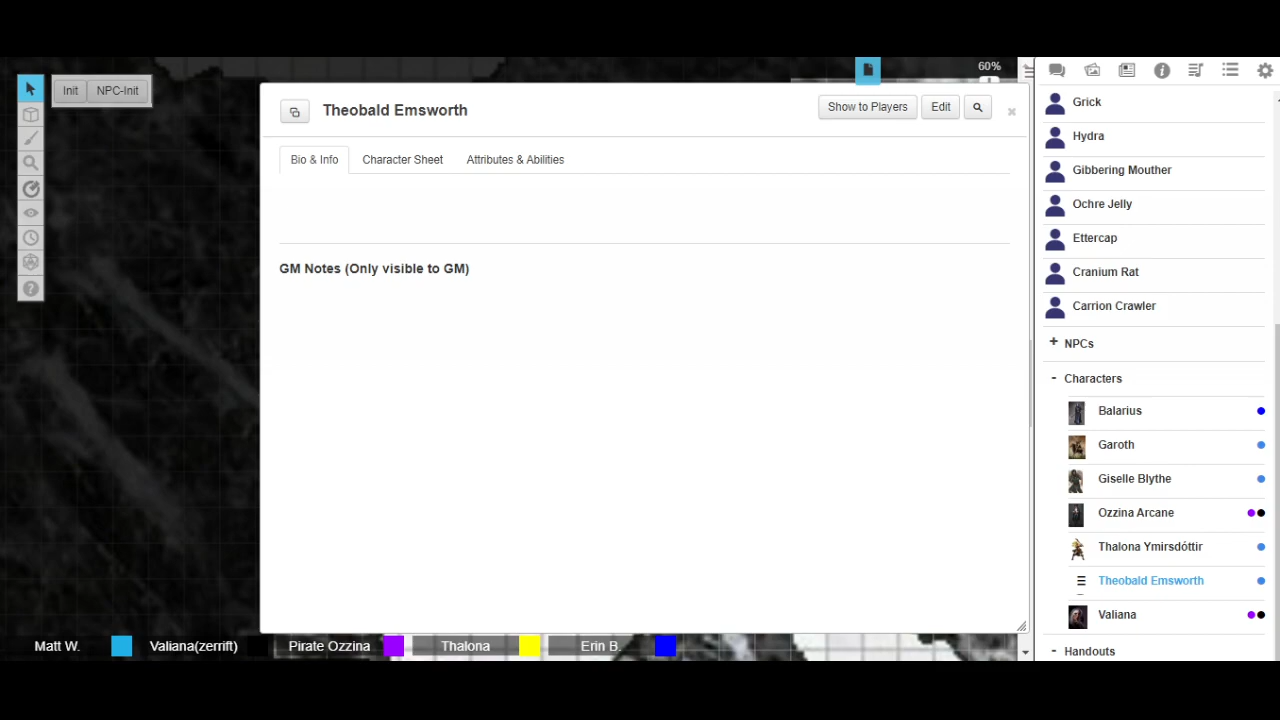 60%
Init NPC-Init
Theobald Emsworth
Show to Players Edit
Bio & Info Character Sheet Attributes & Abilities
GM Notes (Only visible to GM)
Grick
Hydra
Gibbering Mouther
Ochre Jelly
Ettercap
Cranium Rat
Carrion Crawler
+ NPCs
- Characters
Balarius
Garoth
Giselle Blythe
Ozzina Arcane
Thalona Ymirsdóttir
Theobald Emsworth
Valiana
- Handouts
Matt W. Valiana(zerrift) Pirate Ozzina Thalona Erin B.